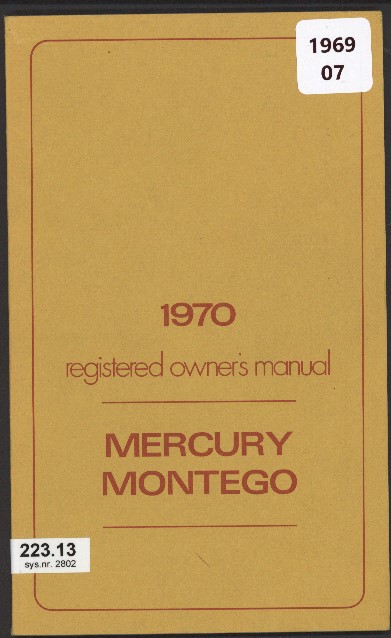 1969
07
1970
registered owner's manual
MERCURY
MONTEGO
223.13
sys.nr. 2802